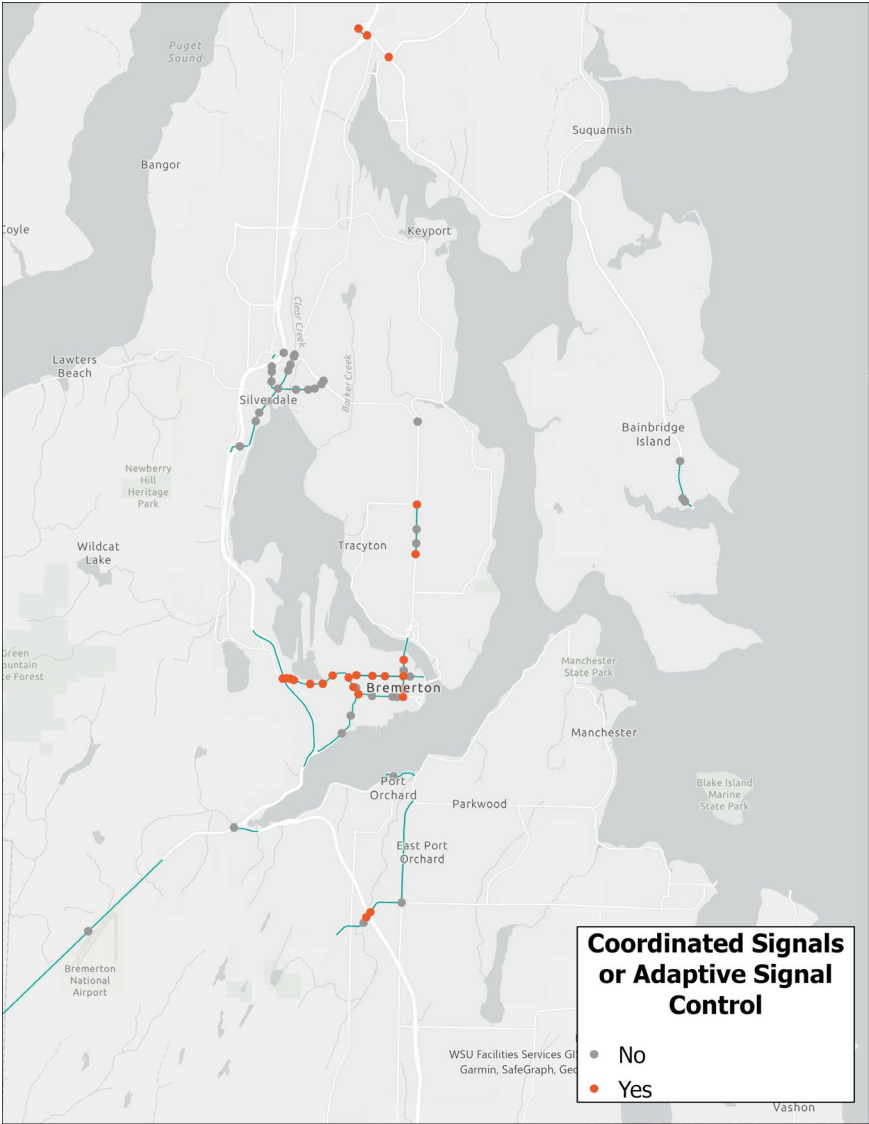 Puget
Sound
Suquamish
Bangor
Coyle
Keyport
Clear Creek
Lawters
Beach
Barker Creek
Silverdale
Bainbridge
Island
Newberry
Hill
Heritage
Park
Wildcat
Lake
Tracyton
Green
ountain
te Forest
Manchester
State Park
Bremerton
Manchester
Port
Orchard
Blake Island
Marine
State Park
Parkwood
East Port
Orchard
Bremerton
National
Airport
Coordinated Signals
or Adaptive Signal
Control
No
Yes
WSU Facilities Services GI
Garmin, SafeGraph, Geo
Vashon